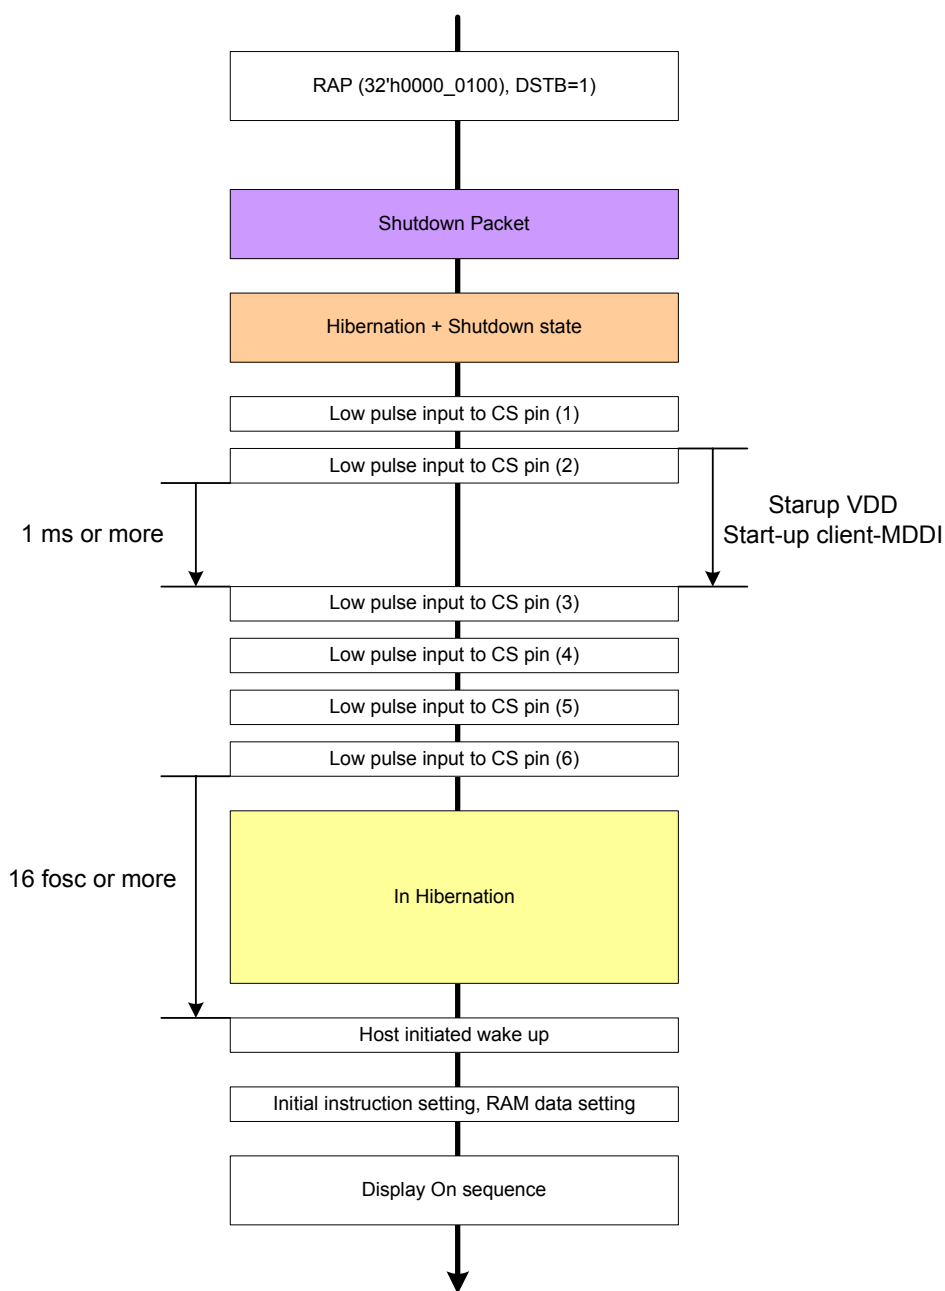 RAP (32'h0000_0100), DSTB=1)
Shutdown Packet
Hibernation + Shutdown state
Low pulse input to CS pin (1)
Low pulse input to CS pin (2)
1 ms or more
Starup VDD
Start-up client-MDDI
Low pulse input to CS pin (3)
Low pulse input to CS pin (4)
Low pulse input to CS pin (5)
Low pulse input to CS pin (6)
16 fosc or more
In Hibernation
Host initiated wake up
Initial instruction setting, RAM data setting
Display On sequence